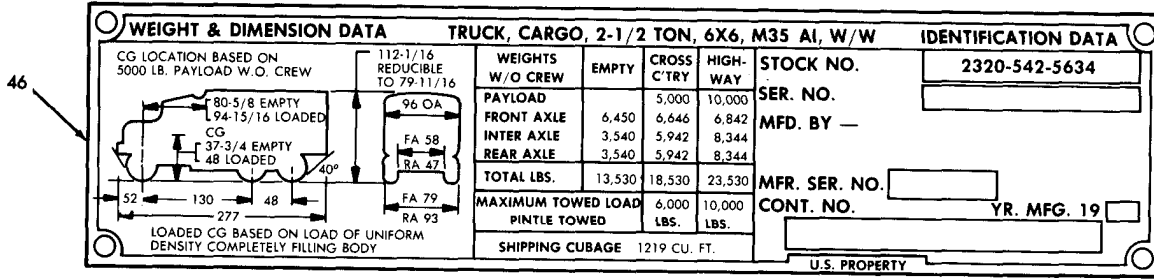 46
WEIGHT & DIMENSION DATA
TRUCK, CARGO, 2-1/2 TON, 6X6, M35 AI, W/W
IDENTIFICATION DATA
CG LOCATION BASED ON
5000 LB. PAYLOAD W.O. CREW
112-1/16
REDUCIBLE
TO 79-11/16
80-5/8 EMPTY
94-15/16 LOADED
CG
37-3/4 EMPTY
48 LOADED
40°
96 OA
FA 58
RA 47
52 130 48
277
FA 79
RA 93
LOADED CG BASED ON LOAD OF UNIFORM
DENSITY COMPLETELY FILLING BODY
WEIGHTS W/O CREW EMPTY CROSS C'TRY HIGH-WAY
PAYLOAD 5,000 10,000
FRONT AXLE 6,450 6,646 6,842
INTER AXLE 3,540 5,942 8,344
REAR AXLE 3,540 5,942 8,344
TOTAL LBS. 13,530 18,530 23,530
MAXIMUM TOWED LOAD 6,000 10,000
PINTLE TOWED LBS. LBS.
SHIPPING CUBAGE 1219 CU. FT.
STOCK NO. 2320-542-5634
SER. NO.
MFD. BY —
MFR. SER. NO.
CONT. NO. YR. MFG. 19
U.S. PROPERTY